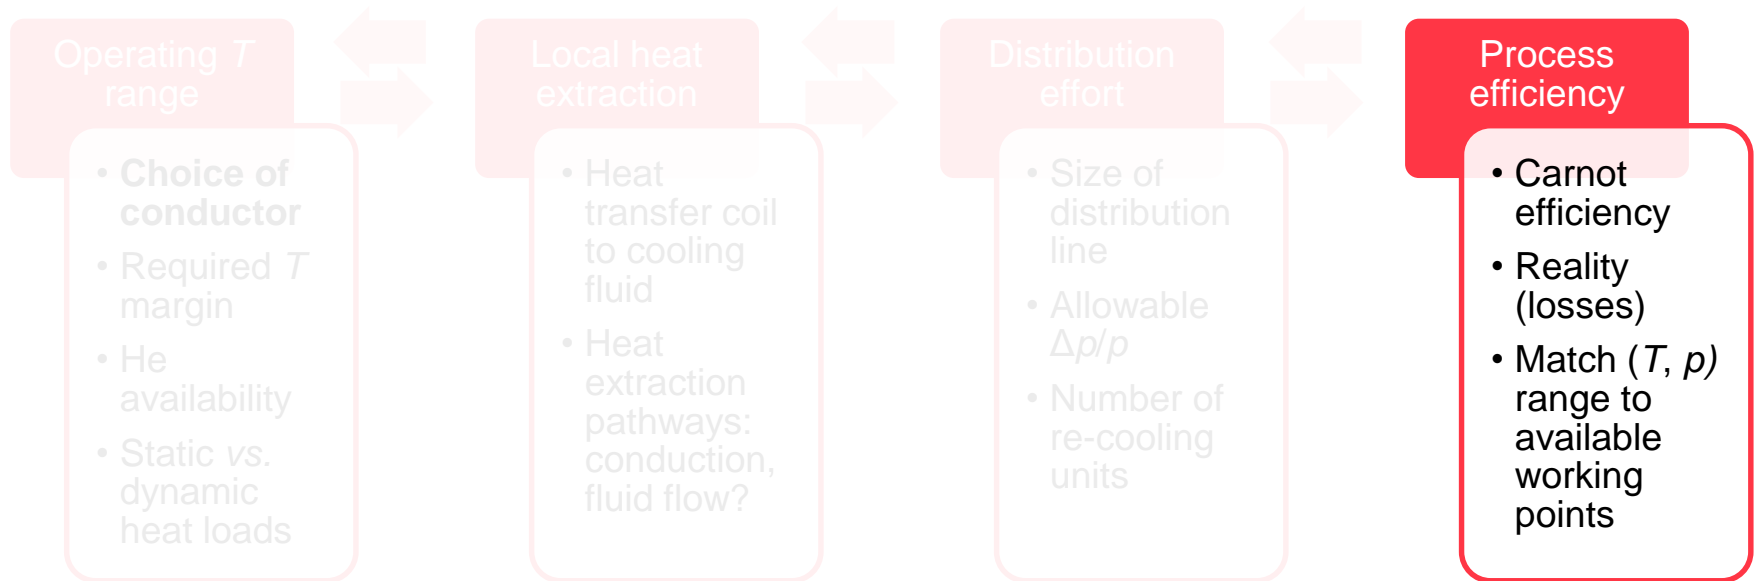 Operating T
range
• Choice of
conductor
• Required T
margin
• He
availability
• Static vs.
dynamic
heat loads
Local heat
extraction
• Heat
transfer coil
to cooling
fluid
• Heat
extraction
pathways:
conduction,
fluid flow?
Distribution
effort
• Size of
distribution
line
• Allowable
Δp/p
• Number of
re-cooling
units
Process
efficiency
• Carnot
efficiency
• Reality
(losses)
• Match (T, p)
range to
available
working
points